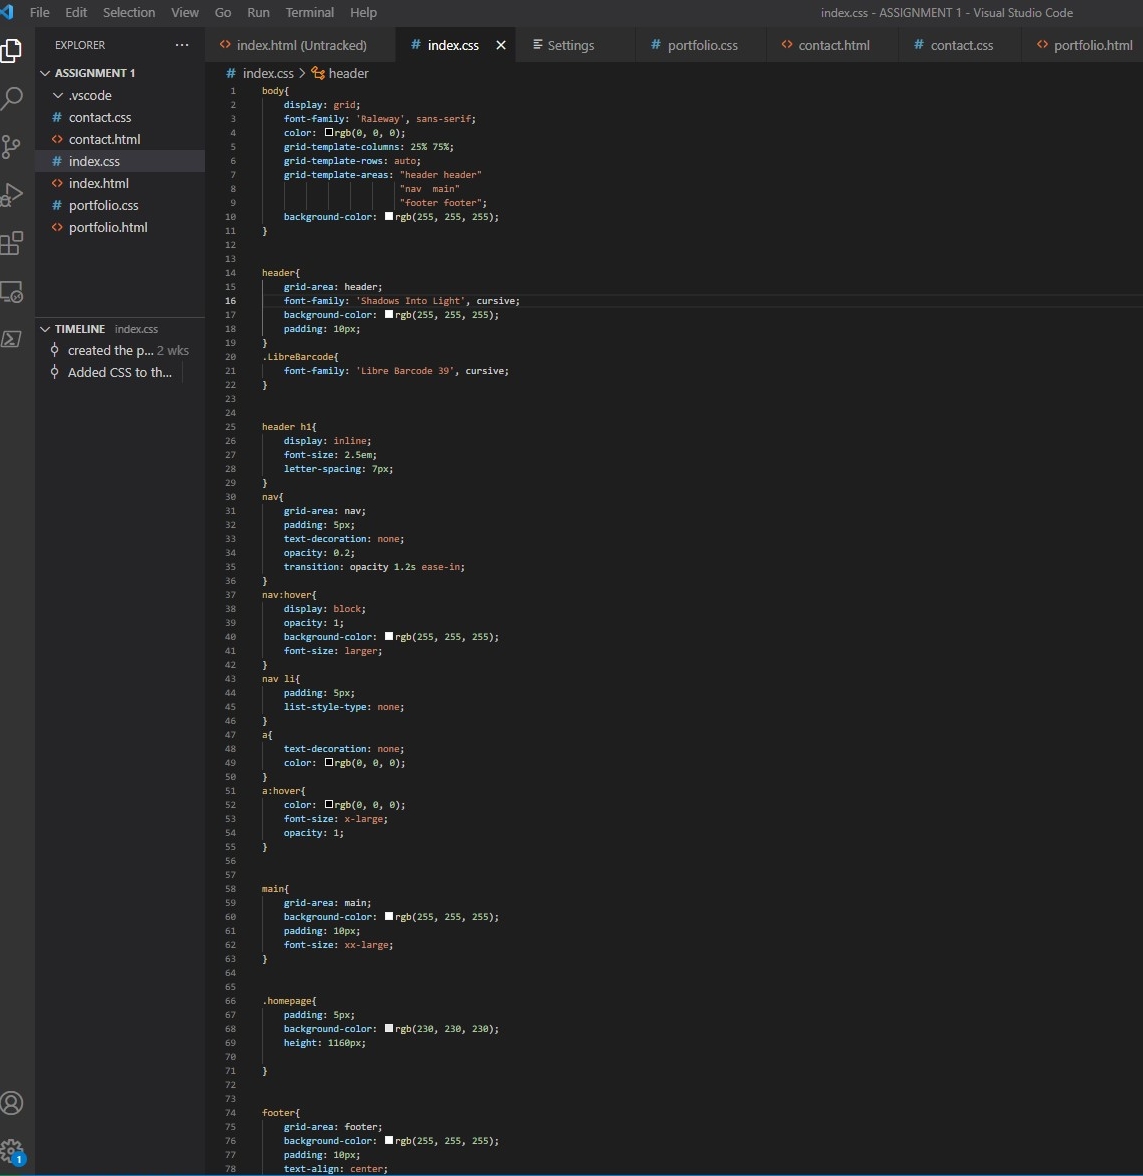 File Edit Selection View Go Run Terminal Help
index.css - ASSIGNMENT 1 - Visual Studio Code
EXPLORER ···
<> index.html (Untracked)
# index.css ×
Settings
# portfolio.css
<> contact.html
# contact.css
<> portfolio.html
ASSIGNMENT 1
.vscode
# contact.css
<> contact.html
# index.css
<> index.html
# portfolio.css
<> portfolio.html
TIMELINE index.css
created the p... 2 wks
Added CSS to th...
1
# index.css > header
1 body{
2 display: grid;
3 font-family: 'Raleway', sans-serif;
4 color: rgb(0, 0, 0);
5 grid-template-columns: 25% 75%;
6 grid-template-rows: auto;
7 grid-template-areas: "header header"
8 "nav  main"
9 "footer footer";
10 background-color: rgb(255, 255, 255);
11 }
12
13
14 header{
15 grid-area: header;
16 font-family: 'Shadows Into Light', cursive;
17 background-color: rgb(255, 255, 255);
18 padding: 10px;
19 }
20 .LibreBarcode{
21 font-family: 'Libre Barcode 39', cursive;
22 }
23
24
25 header h1{
26 display: inline;
27 font-size: 2.5em;
28 letter-spacing: 7px;
29 }
30 nav{
31 grid-area: nav;
32 padding: 5px;
33 text-decoration: none;
34 opacity: 0.2;
35 transition: opacity 1.2s ease-in;
36 }
37 nav:hover{
38 display: block;
39 opacity: 1;
40 background-color: rgb(255, 255, 255);
41 font-size: larger;
42 }
43 nav li{
44 padding: 5px;
45 list-style-type: none;
46 }
47 a{
48 text-decoration: none;
49 color: rgb(0, 0, 0);
50 }
51 a:hover{
52 color: rgb(0, 0, 0);
53 font-size: x-large;
54 opacity: 1;
55 }
56
57
58 main{
59 grid-area: main;
60 background-color: rgb(255, 255, 255);
61 padding: 10px;
62 font-size: xx-large;
63 }
64
65
66 .homepage{
67 padding: 5px;
68 background-color: rgb(230, 230, 230);
69 height: 1160px;
70
71 }
72
73
74 footer{
75 grid-area: footer;
76 background-color: rgb(255, 255, 255);
77 padding: 10px;
78 text-align: center;